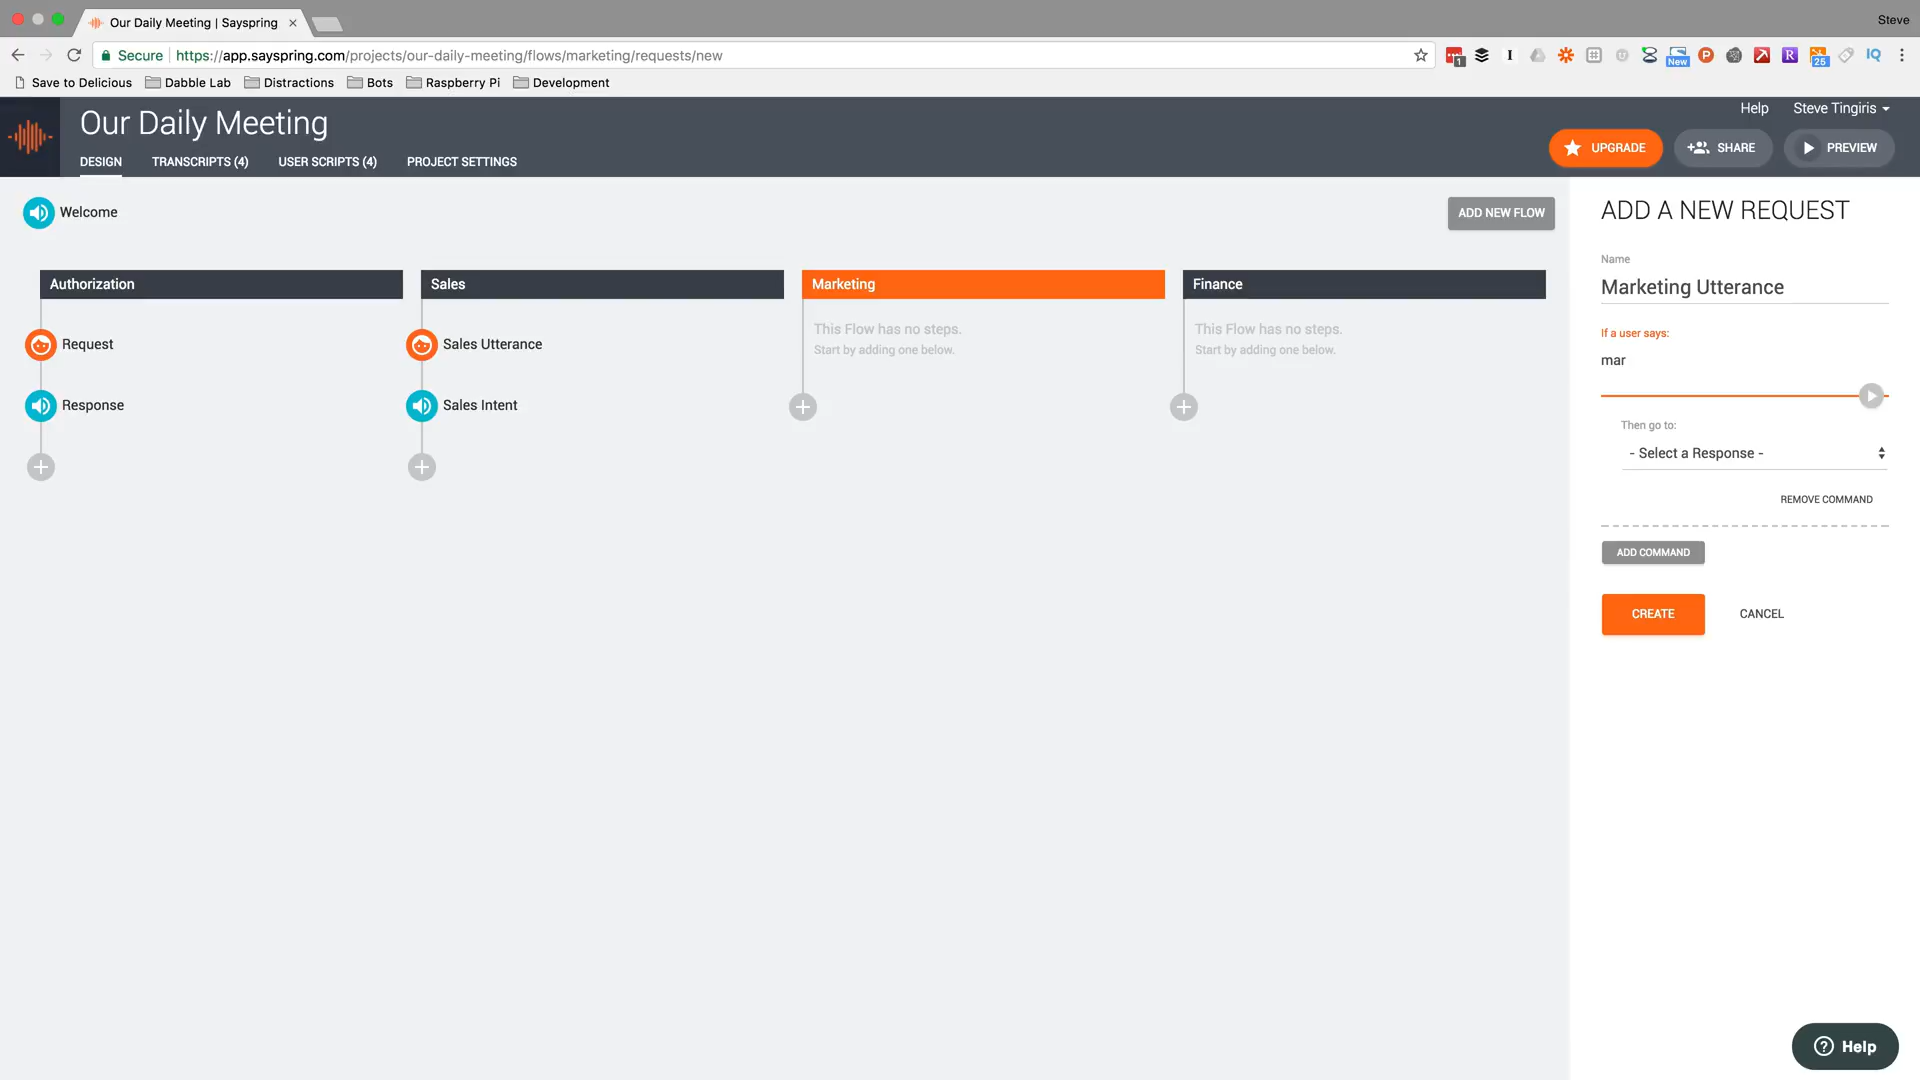 Steve
Our Daily Meeting | Sayspring
Secure
https://app.sayspring.com/projects/our-daily-meeting/flows/marketing/requests/new
1
I
New
P
R
25
IQ
Save to Delicious
Dabble Lab
Distractions
Bots
Raspberry Pi
Development
Our Daily Meeting
Help
Steve Tingiris
DESIGN
TRANSCRIPTS (4)
USER SCRIPTS (4)
PROJECT SETTINGS
UPGRADE
SHARE
PREVIEW
Welcome
ADD NEW FLOW
Authorization
Request
Response
Sales
Sales Utterance
Sales Intent
Marketing
This Flow has no steps.
Start by adding one below.
Finance
This Flow has no steps.
Start by adding one below.
ADD A NEW REQUEST
Name
Marketing Utterance
If a user says:
mar
Then go to:
- Select a Response -
REMOVE COMMAND
ADD COMMAND
CREATE
CANCEL
Help